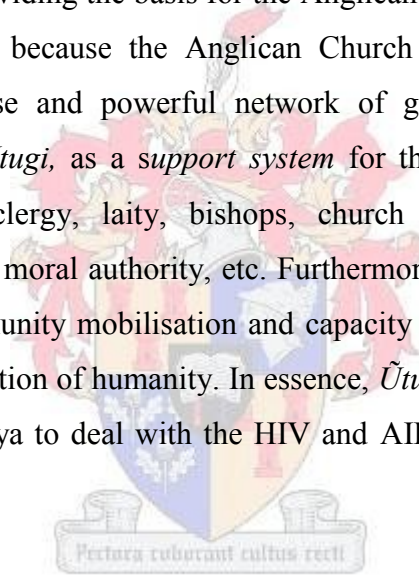 viding the basis for the Anglican
because the Anglican Church
se and powerful network of g
tugi, as a support system for th
clergy, laity, bishops, church
moral authority, etc. Furthermor
unity mobilisation and capacity
tion of humanity. In essence, Ũtu
ya to deal with the HIV and AI
Pectora roborant cultus recti